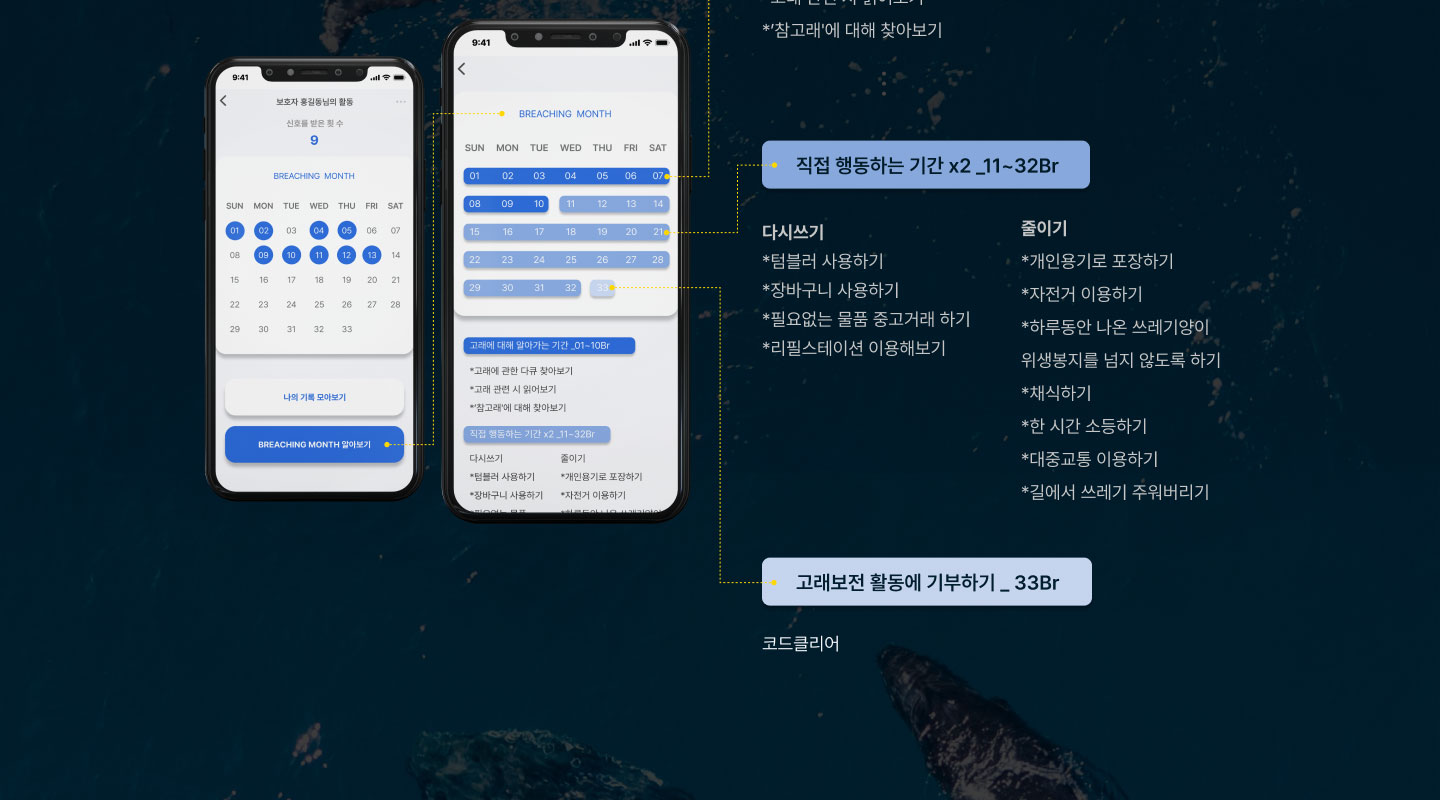 *'참고래'에 대해 찾아보기
9:41
보호자 홍길동님의 활동
신호를 받은 횟 수
9
BREACHING MONTH
SUN MON TUE WED THU FRI SAT
01 02 03 04 05 06 07
08 09 10 11 12 13 14
15 16 17 18 19 20 21
22 23 24 25 26 27 28
29 30 31 32 33
나의 기록 모아보기
BREACHING MONTH 알아보기
9:41
BREACHING MONTH
SUN MON TUE WED THU FRI SAT
01 02 03 04 05 06 07
08 09 10 11 12 13 14
15 16 17 18 19 20 21
22 23 24 25 26 27 28
29 30 31 32 33
고래에 대해 알아가는 기간 _01~10Br
*고래에 관한 다큐 찾아보기
*고래 관련 시 읽어보기
*'참고래'에 대해 찾아보기
직접 행동하는 기간 x2 _11~32Br
다시쓰기 줄이기
*텀블러 사용하기 *개인용기로 포장하기
*장바구니 사용하기 *자전거 이용하기
직접 행동하는 기간 x2 _11~32Br
다시쓰기
*텀블러 사용하기
*장바구니 사용하기
*필요없는 물품 중고거래 하기
*리필스테이션 이용해보기
줄이기
*개인용기로 포장하기
*자전거 이용하기
*하루동안 나온 쓰레기양이
위생봉지를 넘지 않도록 하기
*채식하기
*한 시간 소등하기
*대중교통 이용하기
*길에서 쓰레기 주워버리기
고래보전 활동에 기부하기 _ 33Br
코드클리어